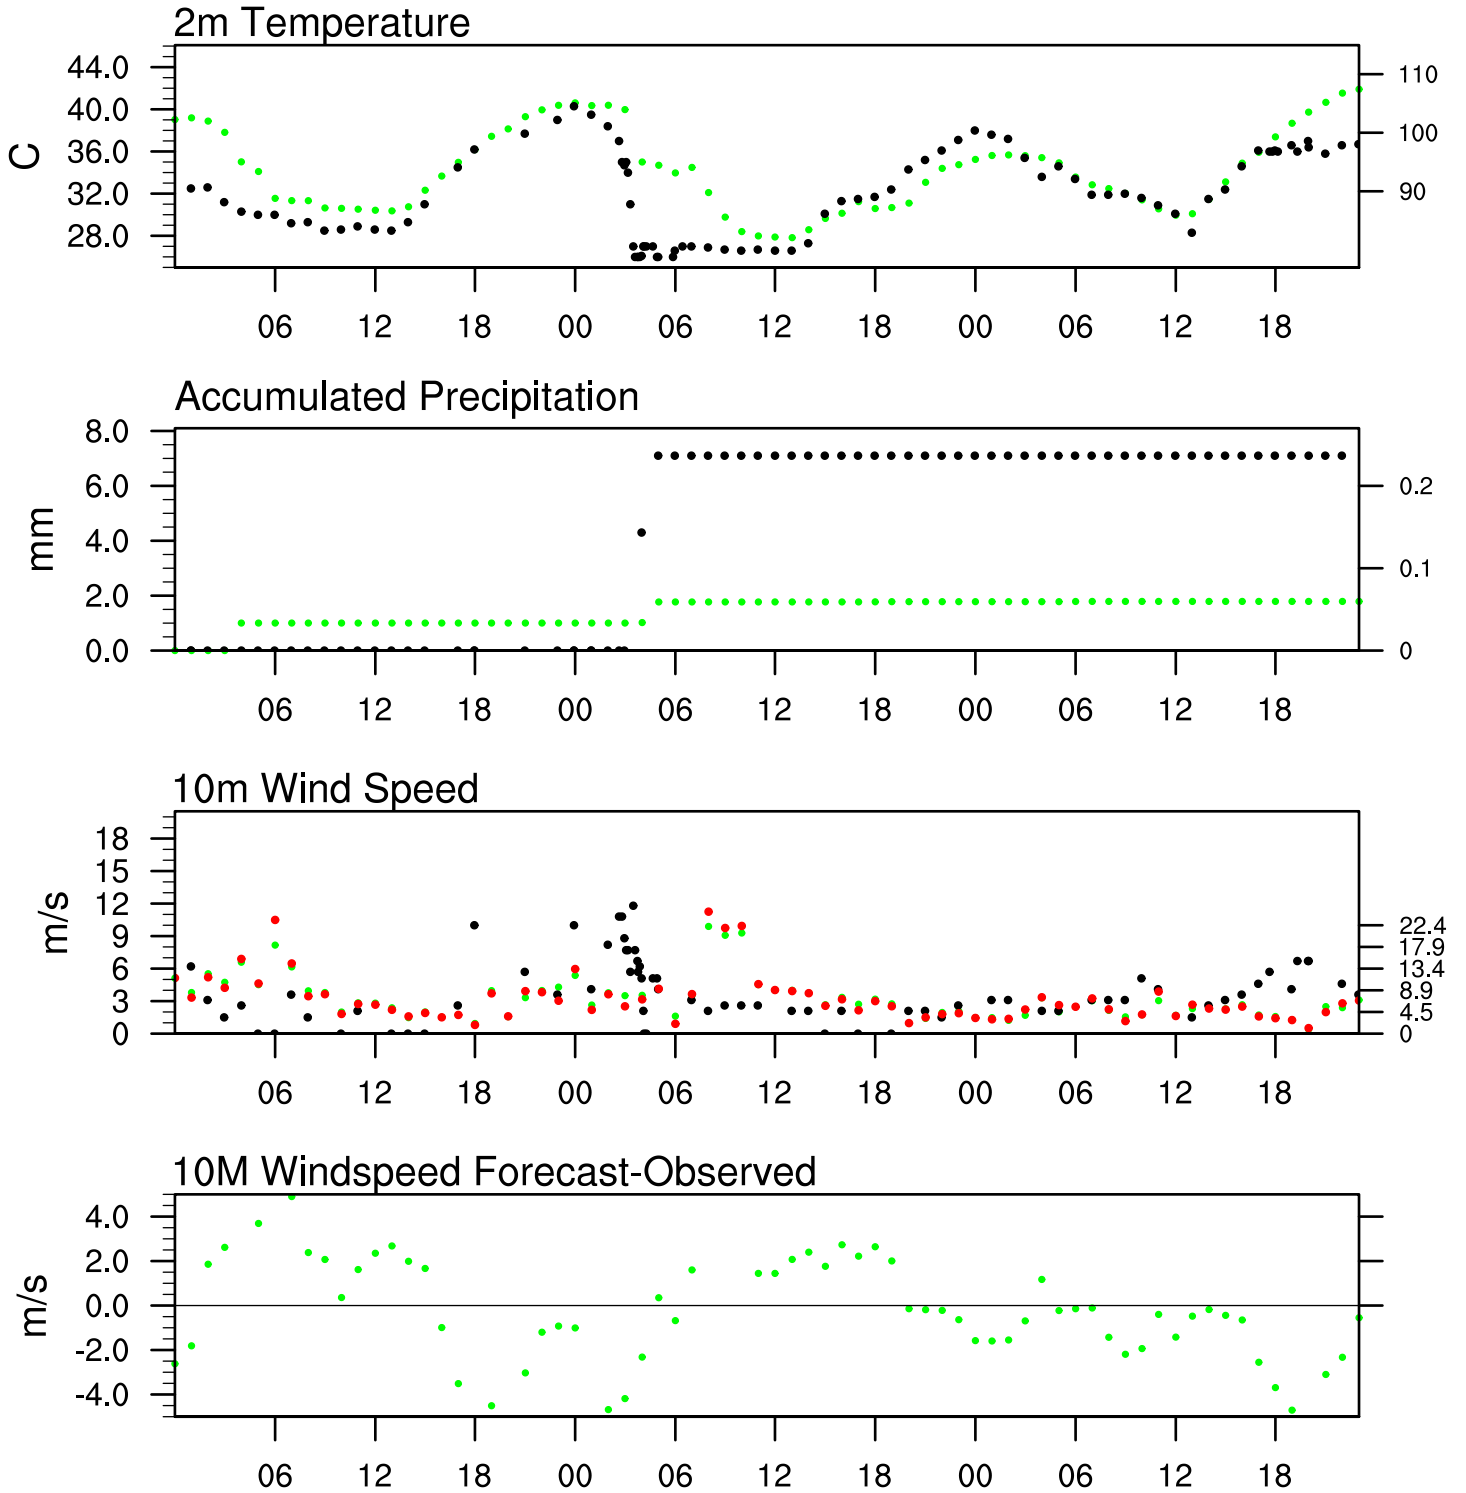 2m Temperature
44.0
40.0
36.0
32.0
28.0
C
110
100
90
06 12 18 00 06 12 18 00 06 12 18
Accumulated Precipitation
8.0
6.0
4.0
2.0
0.0
mm
0.2
0.1
0
06 12 18 00 06 12 18 00 06 12 18
10m Wind Speed
18
15
12
9
6
3
0
m/s
22.4
17.9
13.4
8.9
4.5
0
06 12 18 00 06 12 18 00 06 12 18
10M Windspeed Forecast-Observed
4.0
2.0
0.0
-2.0
-4.0
m/s
06 12 18 00 06 12 18 00 06 12 18